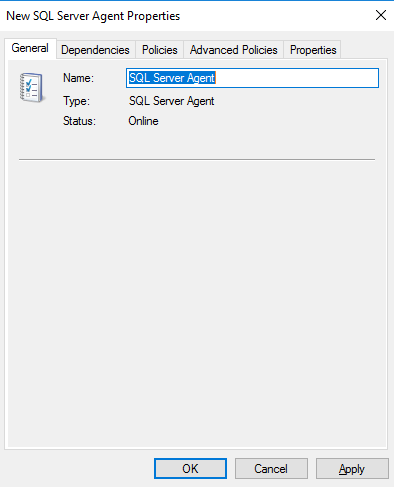 New SQL Server Agent Properties
General Dependencies Policies Advanced Policies Properties
Name: SQL Server Agent
Type: SQL Server Agent
Status: Online
OK Cancel Apply